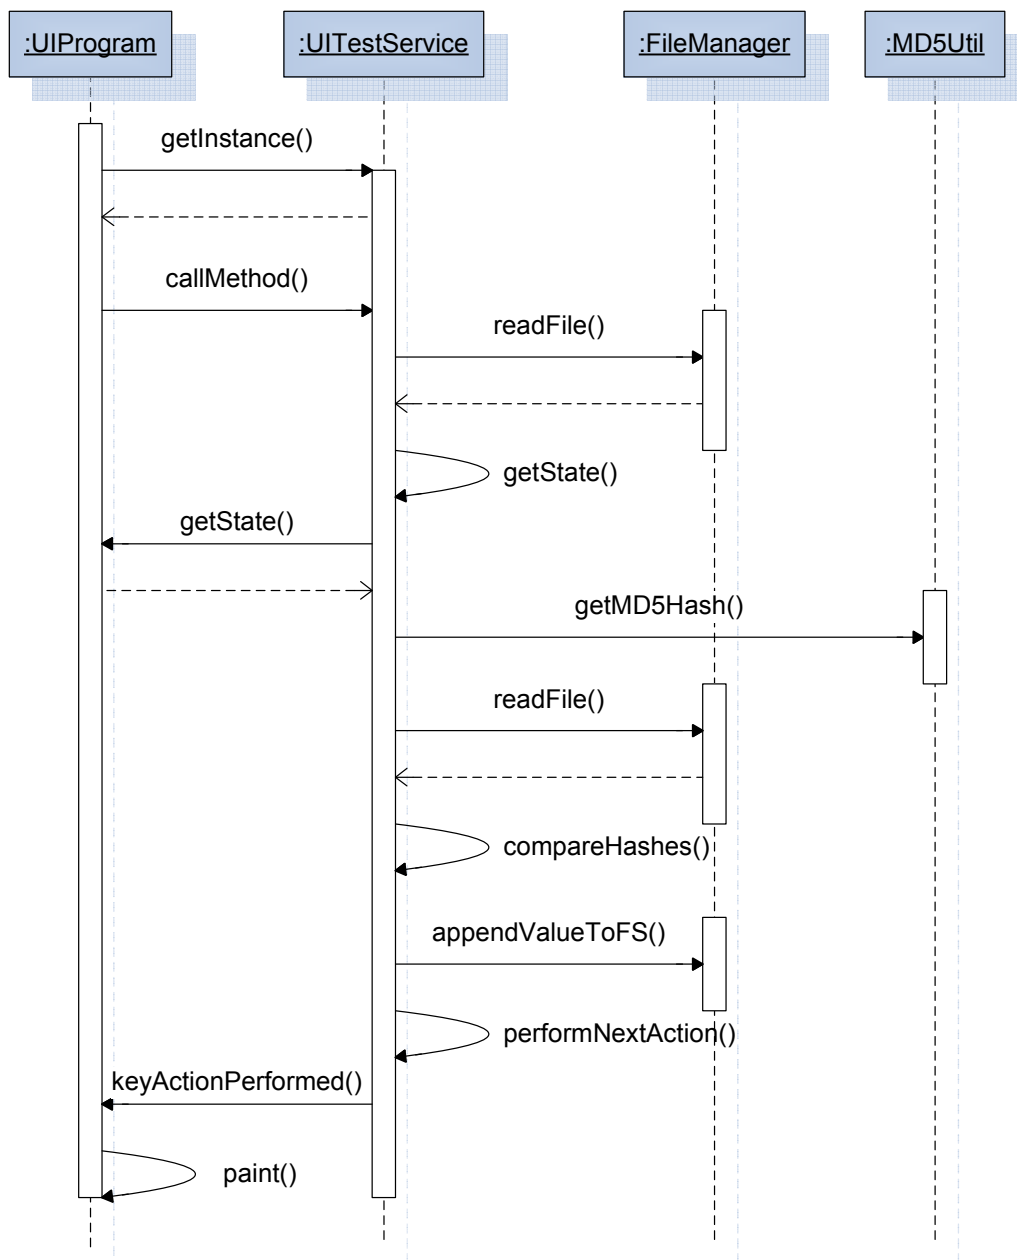 :UIProgram
:UITestService
:FileManager
:MD5Util
getInstance()
callMethod()
readFile()
getState()
getState()
getMD5Hash()
readFile()
compareHashes()
appendValueToFS()
performNextAction()
keyActionPerformed()
paint()